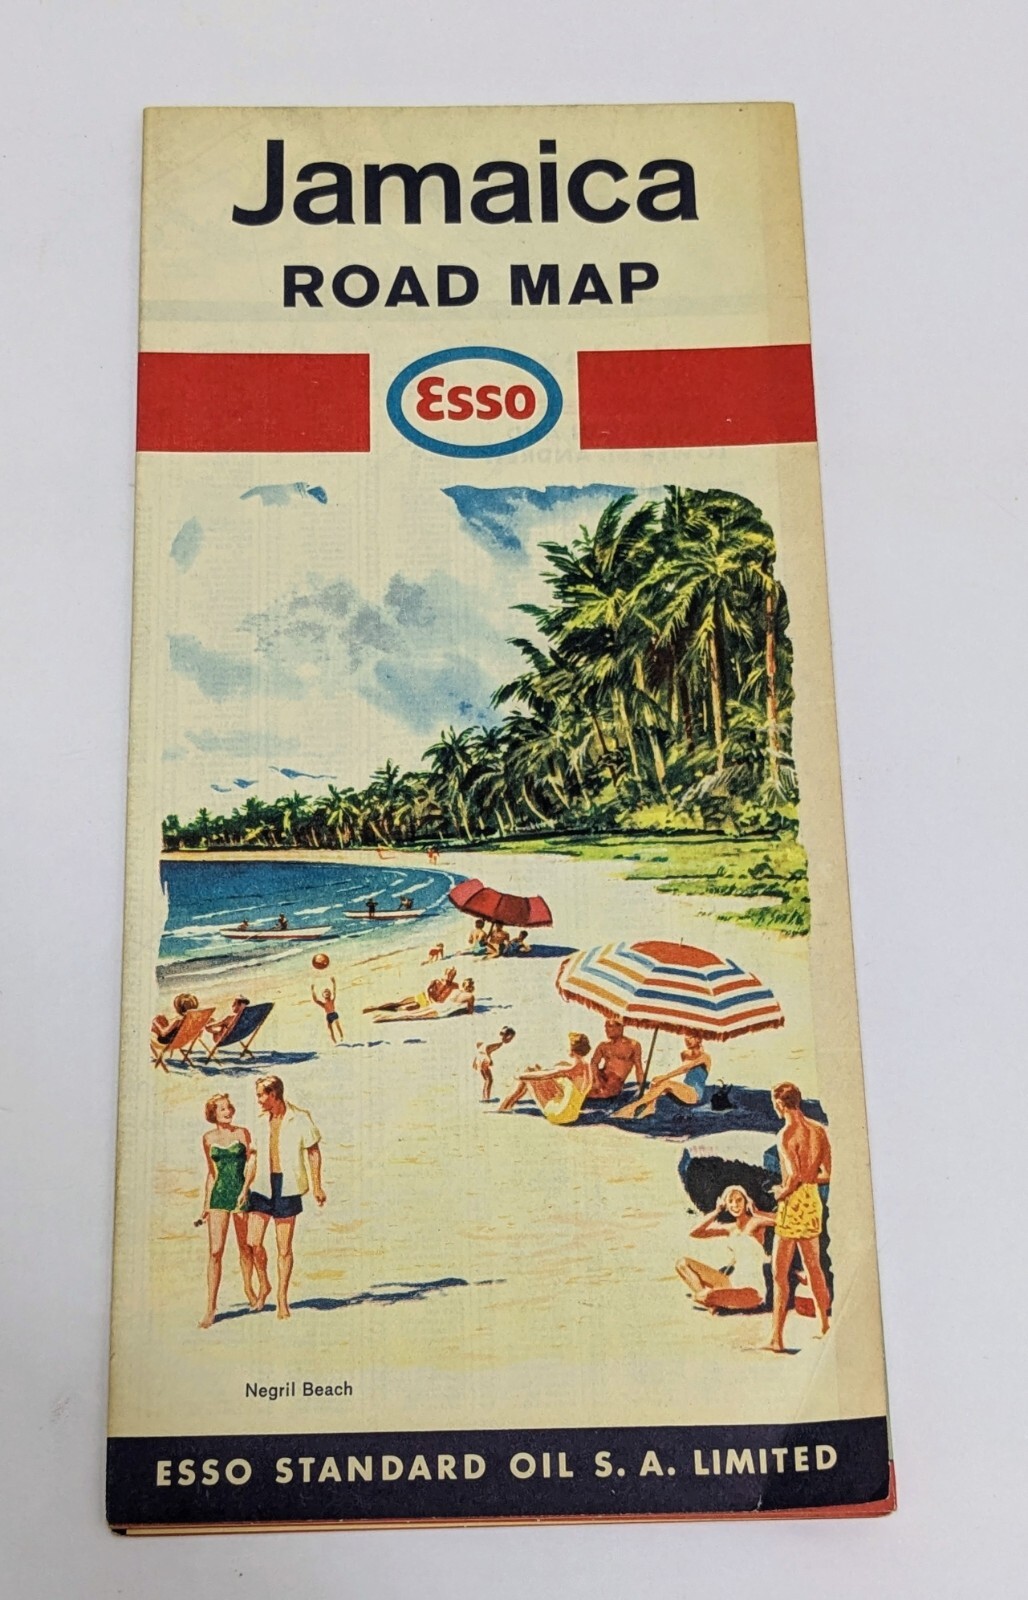 Jamaica
ROAD MAP
Esso
Negril Beach
ESSO STANDARD OIL S. A. LIMITED